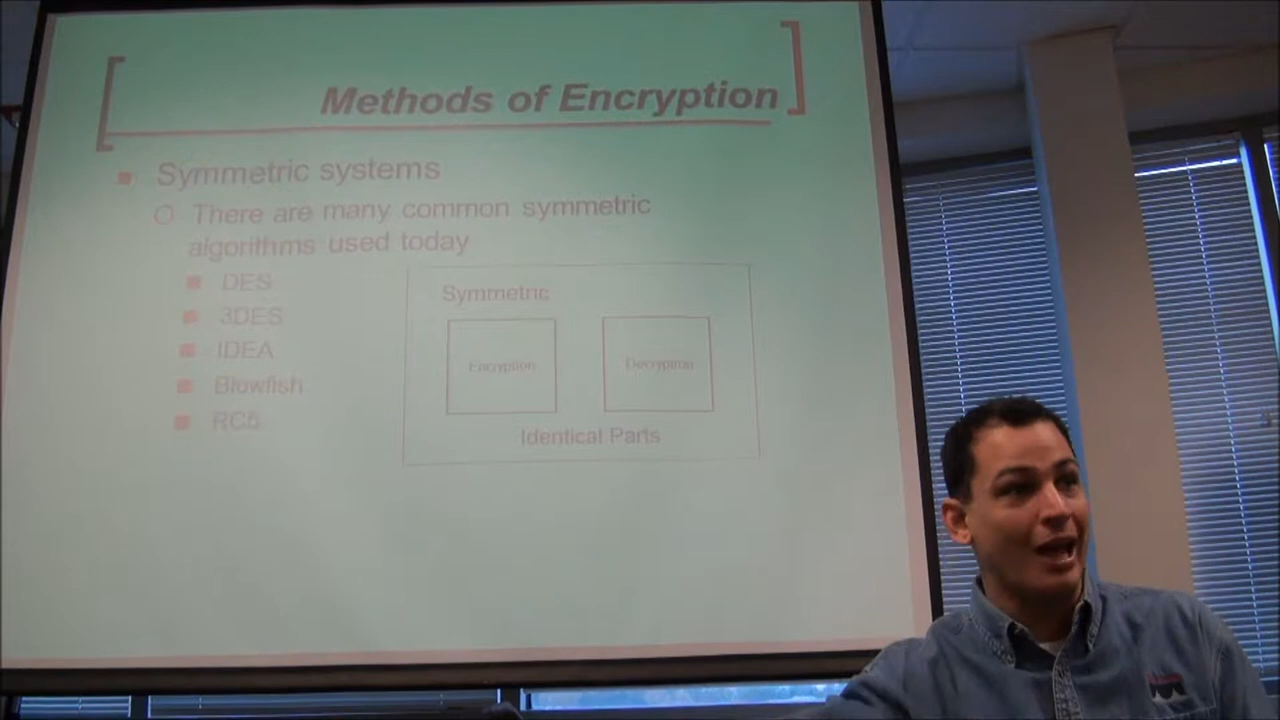 Methods of Encryption
Symmetric systems
There are many common symmetric
algorithms used today
DES
3DES
IDEA
Blowfish
RC5
Symmetric
Encryption
Decryption
Identical Parts